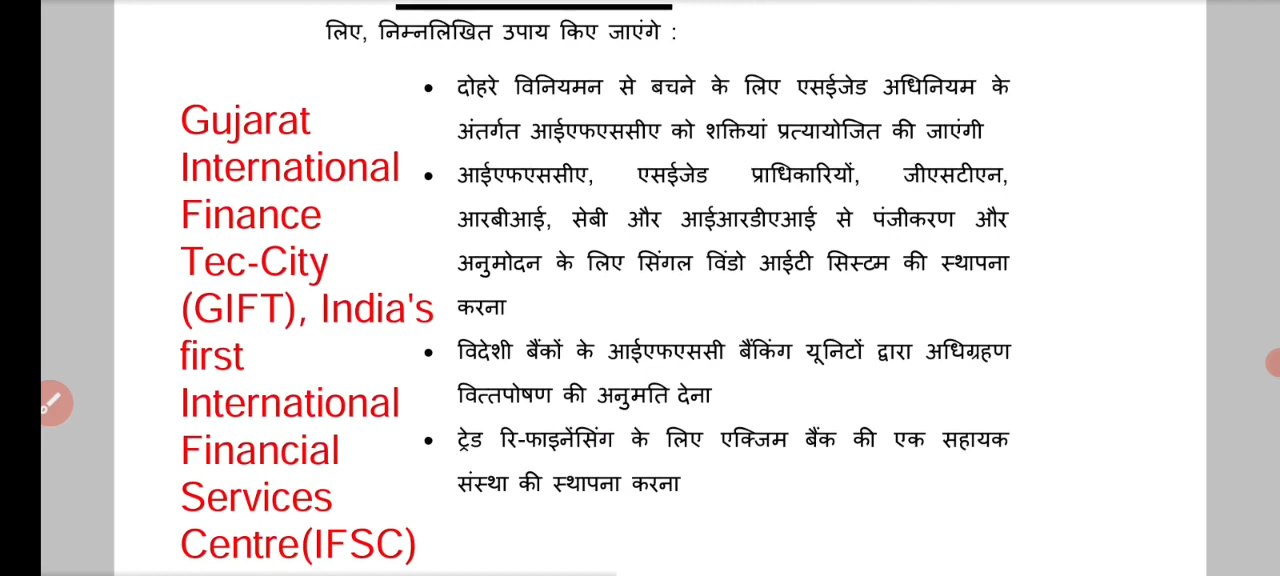 लिए, निम्नलिखित उपाय किए जाएंगे :
Gujarat
International
Finance
Tec-City
(GIFT), India's
first
International
Financial
Services
Centre(IFSC)
• दोहरे विनियमन से बचने के लिए एसईजेड अधिनियम के
अंतर्गत आईएफएससीए को शक्तियां प्रत्यायोजित की जाएंगी
• आईएफएससीए, एसईजेड प्राधिकारियों, जीएसटीएन,
आरबीआई, सेबी और आईआरडीएआई से पंजीकरण और
अनुमोदन के लिए सिंगल विंडो आईटी सिस्टम की स्थापना
करना
• विदेशी बैंकों के आईएफएससी बैंकिंग यूनिटों द्वारा अधिग्रहण
वित्तपोषण की अनुमति देना
• ट्रेड रि-फाइनेंसिंग के लिए एक्जिम बैंक की एक सहायक
संस्था की स्थापना करना